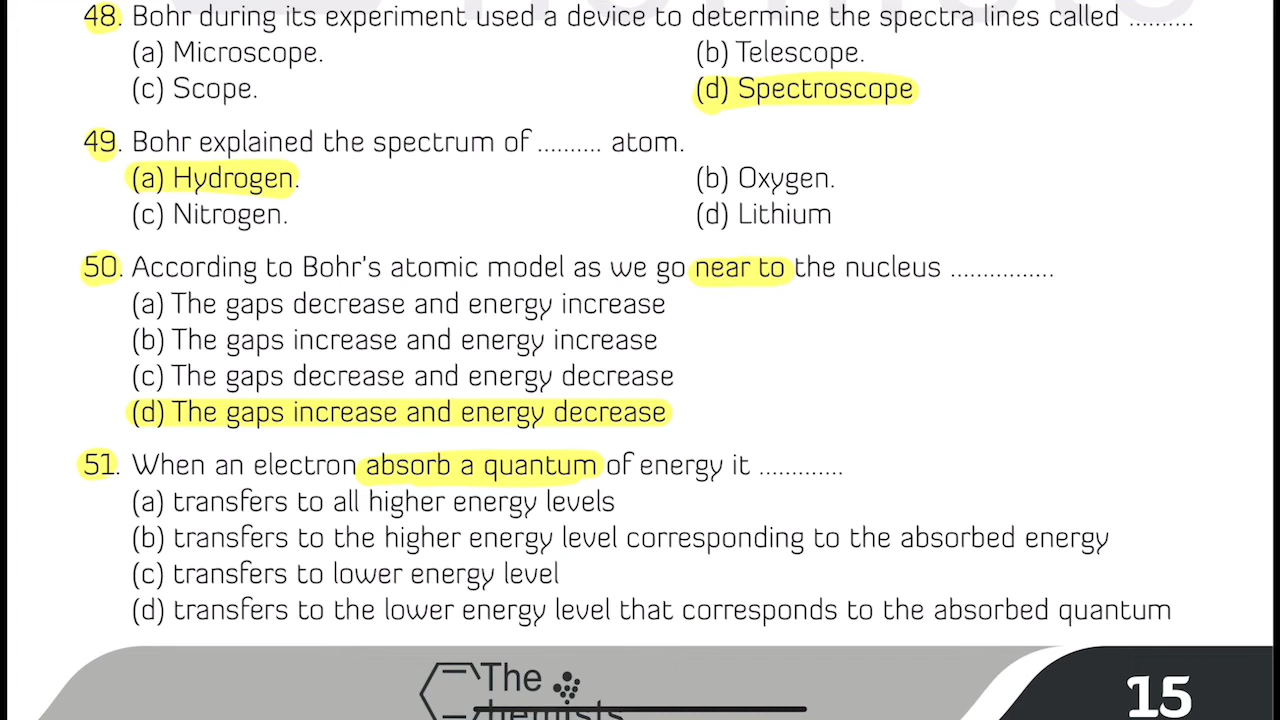 48. Bohr during its experiment used a device to determine the spectra lines called ..........
(a) Microscope.
(b) Telescope.
(c) Scope.
(d) Spectroscope
49. Bohr explained the spectrum of .......... atom.
(a) Hydrogen.
(b) Oxygen.
(c) Nitrogen.
(d) Lithium
50. According to Bohr's atomic model as we go near to the nucleus ................
(a) The gaps decrease and energy increase
(b) The gaps increase and energy increase
(c) The gaps decrease and energy decrease
(d) The gaps increase and energy decrease
51. When an electron absorb a quantum of energy it .............
(a) transfers to all higher energy levels
(b) transfers to the higher energy level corresponding to the absorbed energy
(c) transfers to lower energy level
(d) transfers to the lower energy level that corresponds to the absorbed quantum
The
15